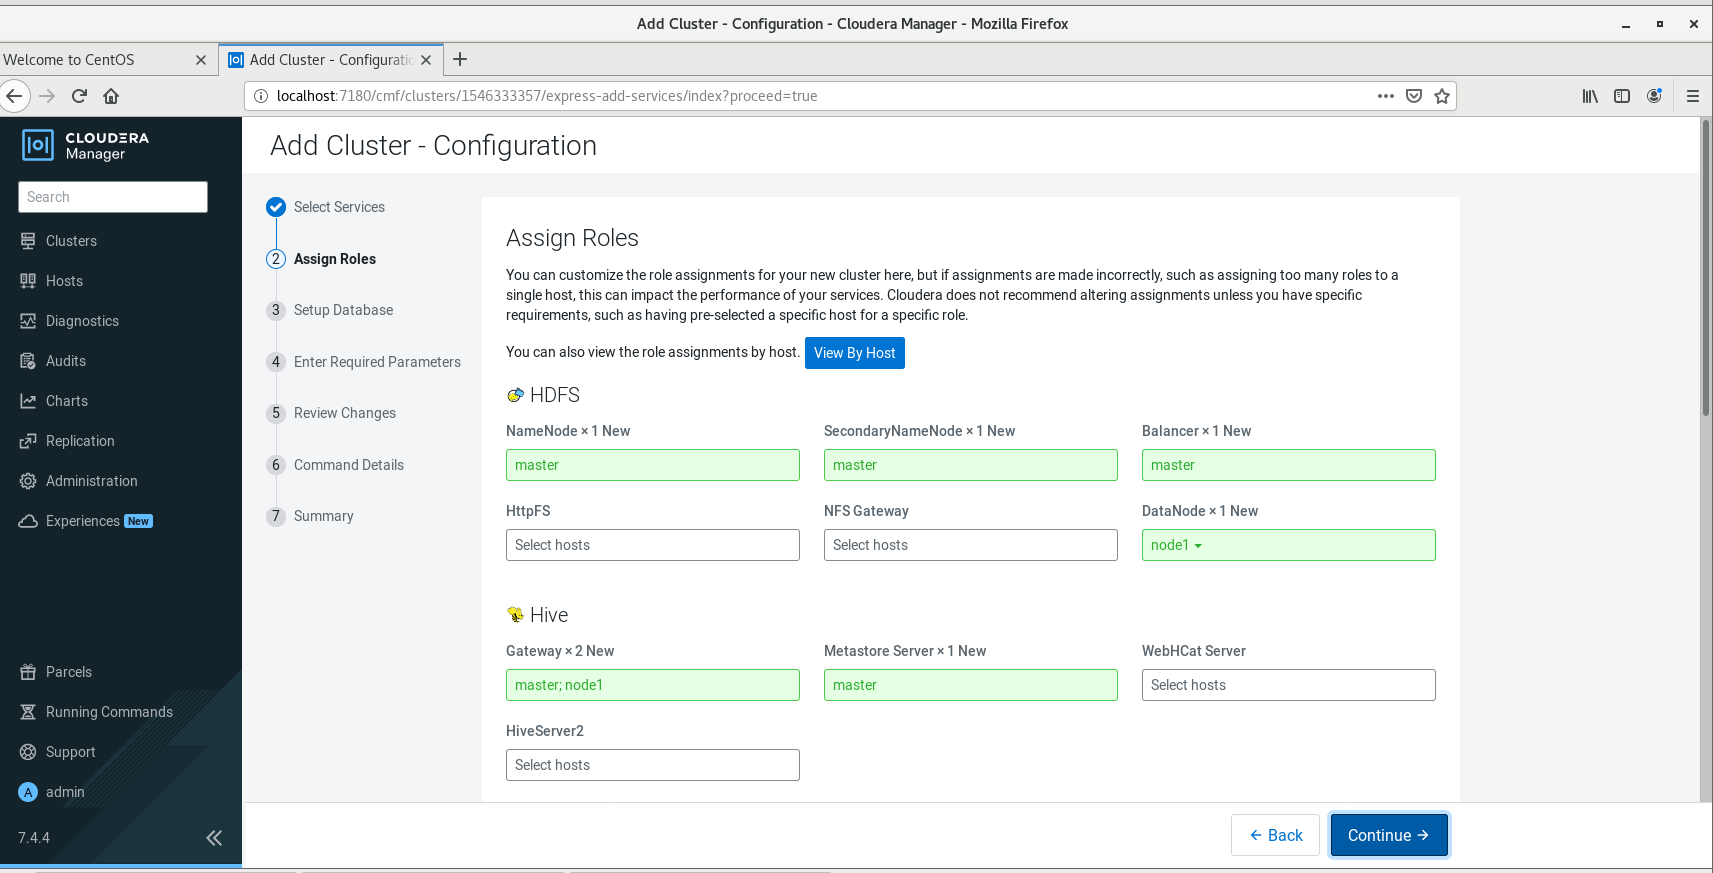 Add Cluster - Configuration - Cloudera Manager - Mozilla Firefox
Welcome to CentOS
Add Cluster - Configuratio
localhost:7180/cmf/clusters/1546333357/express-add-services/index?proceed=true
CLOUDERA
Manager
Search
Clusters
Hosts
Diagnostics
Audits
Charts
Replication
Administration
Experiences New
Parcels
Running Commands
Support
A admin
7.4.4
Add Cluster - Configuration
Select Services
2 Assign Roles
3 Setup Database
4 Enter Required Parameters
5 Review Changes
6 Command Details
7 Summary
Assign Roles
You can customize the role assignments for your new cluster here, but if assignments are made incorrectly, such as assigning too many roles to a
single host, this can impact the performance of your services. Cloudera does not recommend altering assignments unless you have specific
requirements, such as having pre-selected a specific host for a specific role.
You can also view the role assignments by host. View By Host
HDFS
NameNode × 1 New SecondaryNameNode × 1 New Balancer × 1 New
master master master
HttpFS NFS Gateway DataNode × 1 New
Select hosts Select hosts node1
Hive
Gateway × 2 New Metastore Server × 1 New WebHCat Server
master; node1 master Select hosts
HiveServer2
Select hosts
Back Continue